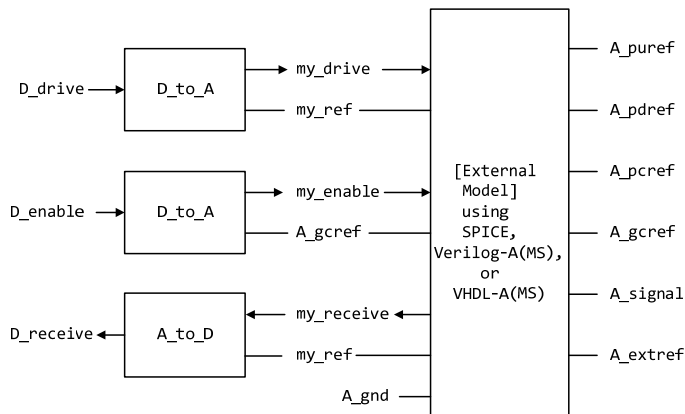 D_drive
D_to_A
my_drive
my_ref
D_enable
D_to_A
my_enable
A_gcref
D_receive
A_to_D
my_receive
my_ref
A_gnd
[External
Model]
using
SPICE,
Verilog-A(MS),
or
VHDL-A(MS)
A_puref
A_pdref
A_pcref
A_gcref
A_signal
A_extref